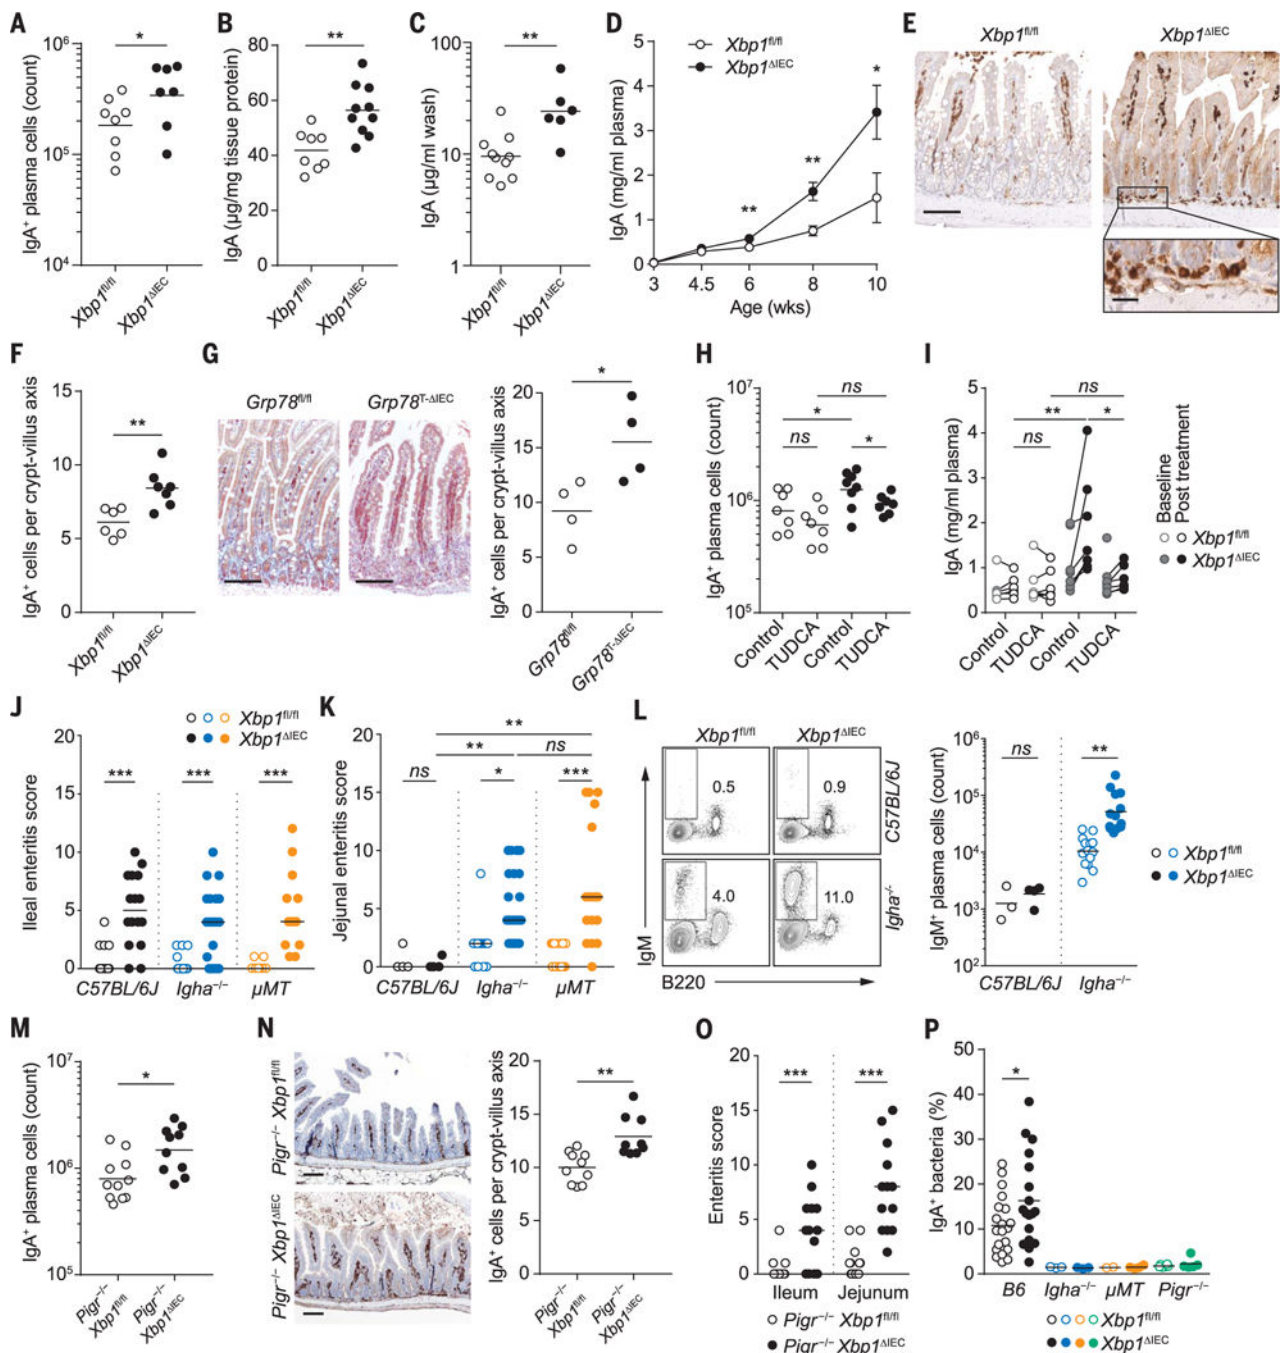 A
IgA⁺ plasma cells (count)
10⁶
10⁵
10⁴
*
Xbp1fl/fl
Xbp1ΔIEC
B
IgA (µg/mg tissue protein)
80
60
40
20
0
**
Xbp1fl/fl
Xbp1ΔIEC
C
IgA (µg/ml wash)
100
10
1
**
Xbp1fl/fl
Xbp1ΔIEC
D
Xbp1fl/fl
Xbp1ΔIEC
IgA (mg/ml plasma)
5
4
3
2
1
0
**
**
*
3
4.5
6
8
10
Age (wks)
E
Xbp1fl/fl
Xbp1ΔIEC
F
IgA⁺ cells per crypt-villus axis
15
10
5
0
**
Xbp1fl/fl
Xbp1ΔIEC
G
Grp78fl/fl
Grp78T-ΔIEC
IgA⁺ cells per crypt-villus axis
20
15
10
5
0
*
Grp78fl/fl
Grp78T-ΔIEC
H
IgA⁺ plasma cells (count)
10⁷
10⁶
10⁵
ns
*
ns
*
Control
TUDCA
Control
TUDCA
I
IgA (mg/ml plasma)
5
4
3
2
1
0
ns
**
*
ns
Control
TUDCA
Control
TUDCA
Baseline
Post treatment
Xbp1fl/fl
Xbp1ΔIEC
J
Xbp1fl/fl
Xbp1ΔIEC
Ileal enteritis score
20
15
10
5
0
***
***
***
C57BL/6J
Igha⁻/⁻
µMT
K
Jejunal enteritis score
20
15
10
5
0
**
**
ns
ns
*
***
C57BL/6J
Igha⁻/⁻
µMT
L
Xbp1fl/fl
Xbp1ΔIEC
0.5
0.9
C57BL/6J
4.0
11.0
Igha⁻/⁻
IgM
B220
IgM⁺ plasma cells (count)
10⁶
10⁵
10⁴
10³
10²
ns
**
C57BL/6J
Igha⁻/⁻
Xbp1fl/fl
Xbp1ΔIEC
M
IgA⁺ plasma cells (count)
10⁷
10⁶
10⁵
*
Pigr⁻/⁻
Xbp1fl/fl
Pigr⁻/⁻
Xbp1ΔIEC
N
Pigr⁻/⁻ Xbp1fl/fl
Pigr⁻/⁻ Xbp1ΔIEC
IgA⁺ cells per crypt-villus axis
20
15
10
5
0
**
Pigr⁻/⁻
Xbp1fl/fl
Pigr⁻/⁻
Xbp1ΔIEC
O
Enteritis score
20
15
10
5
0
***
***
Ileum
Jejunum
Pigr⁻/⁻ Xbp1fl/fl
Pigr⁻/⁻ Xbp1ΔIEC
P
IgA⁺ bacteria (%)
50
40
30
20
10
0
*
B6
Igha⁻/⁻
µMT
Pigr⁻/⁻
Xbp1fl/fl
Xbp1ΔIEC